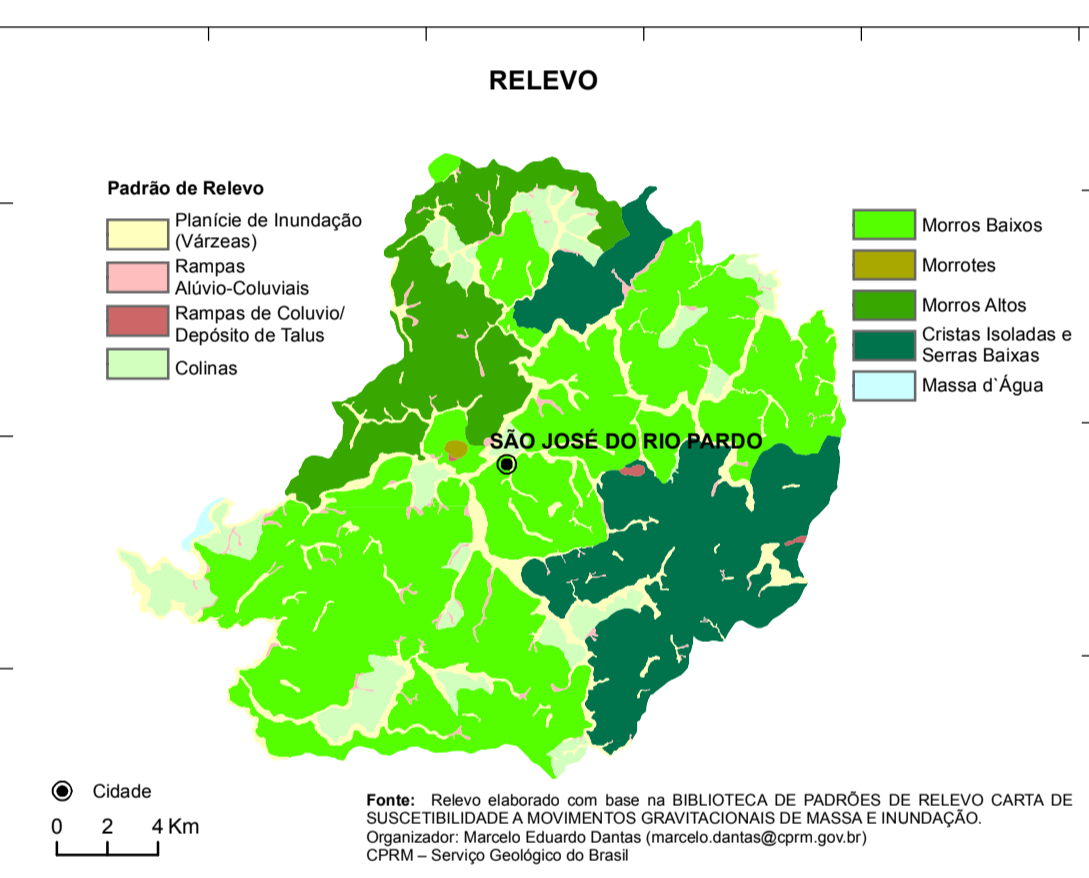 RELEVO
Padrão de Relevo
Planície de Inundação
(Várzeas)
Rampas
Alúvio-Coluviais
Rampas de Coluvio/
Depósito de Talus
Colinas
Morros Baixos
Morrotes
Morros Altos
Cristas Isoladas e
Serras Baixas
Massa d`Água
SÃO JOSÉ DO RIO PARDO
Cidade
0 2 4 Km
Fonte: Relevo elaborado com base na BIBLIOTECA DE PADRÕES DE RELEVO CARTA DE
SUSCETIBILIDADE A MOVIMENTOS GRAVITACIONAIS DE MASSA E INUNDAÇÃO.
Organizador: Marcelo Eduardo Dantas (marcelo.dantas@cprm.gov.br)
CPRM – Serviço Geológico do Brasil